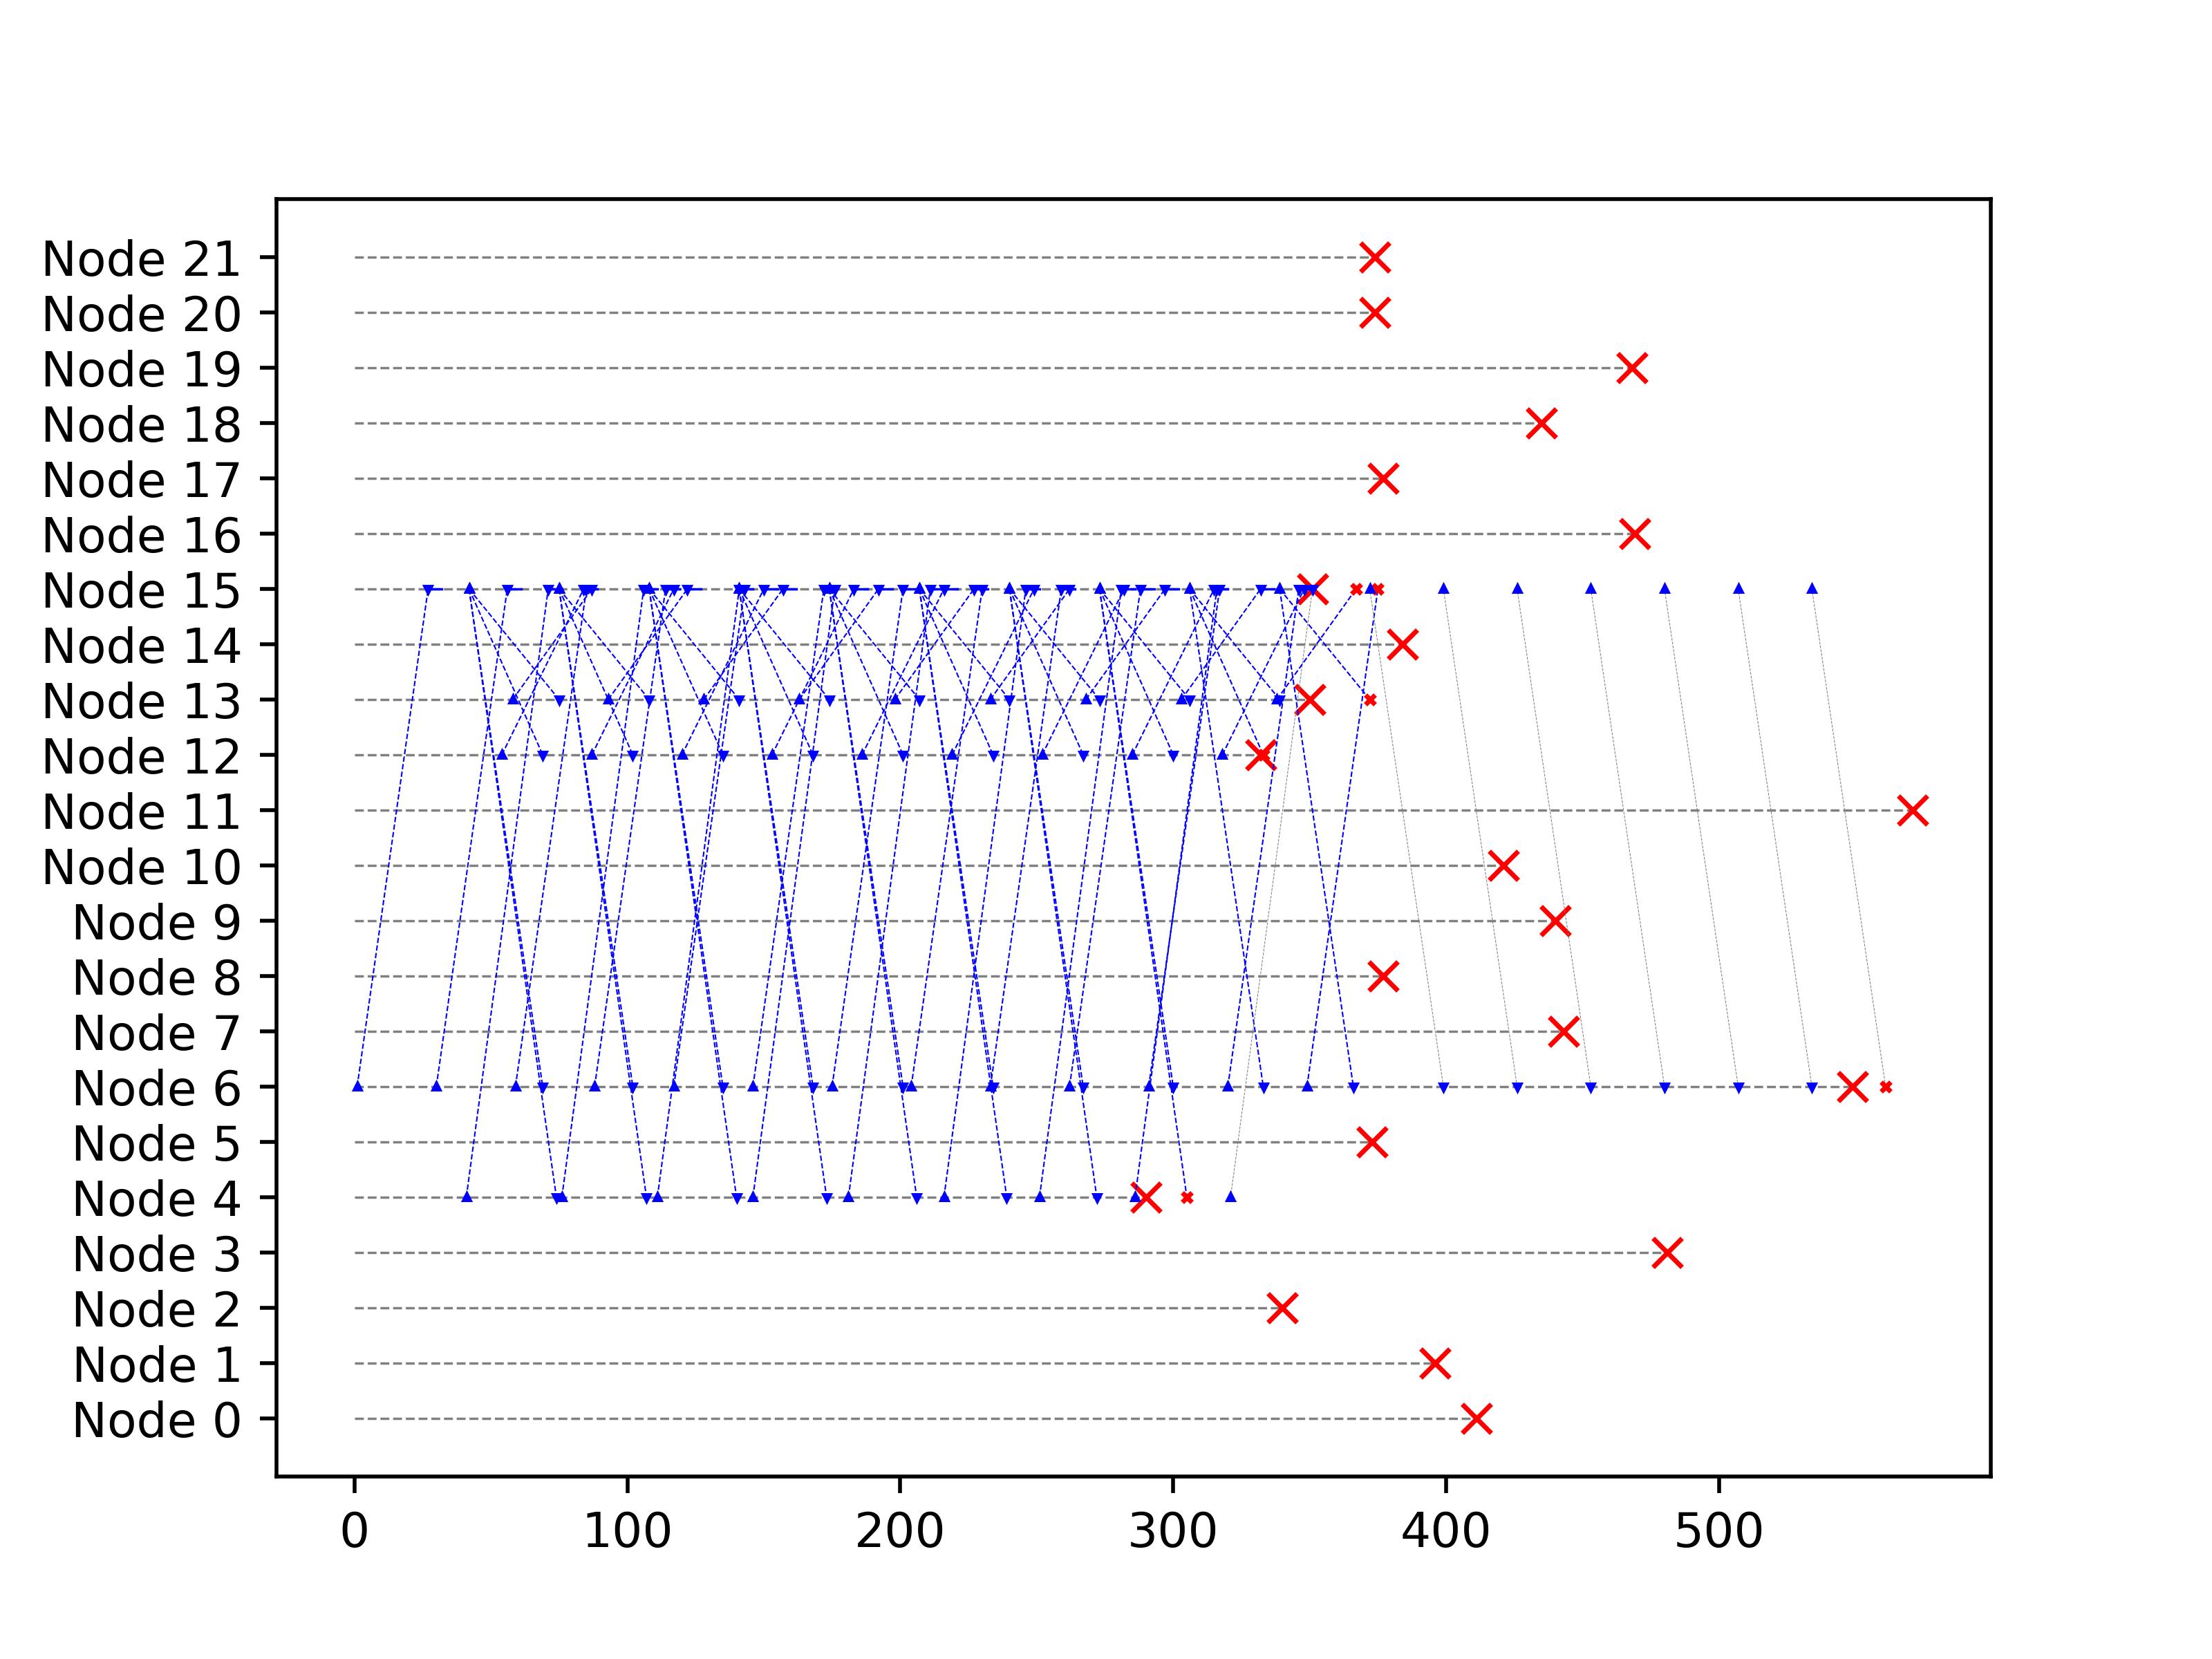 Node 21
Node 20
Node 19
Node 18
Node 17
Node 16
Node 15
Node 14
Node 13
Node 12
Node 11
Node 10
Node 9
Node 8
Node 7
Node 6
Node 5
Node 4
Node 3
Node 2
Node 1
Node 0
0 100 200 300 400 500